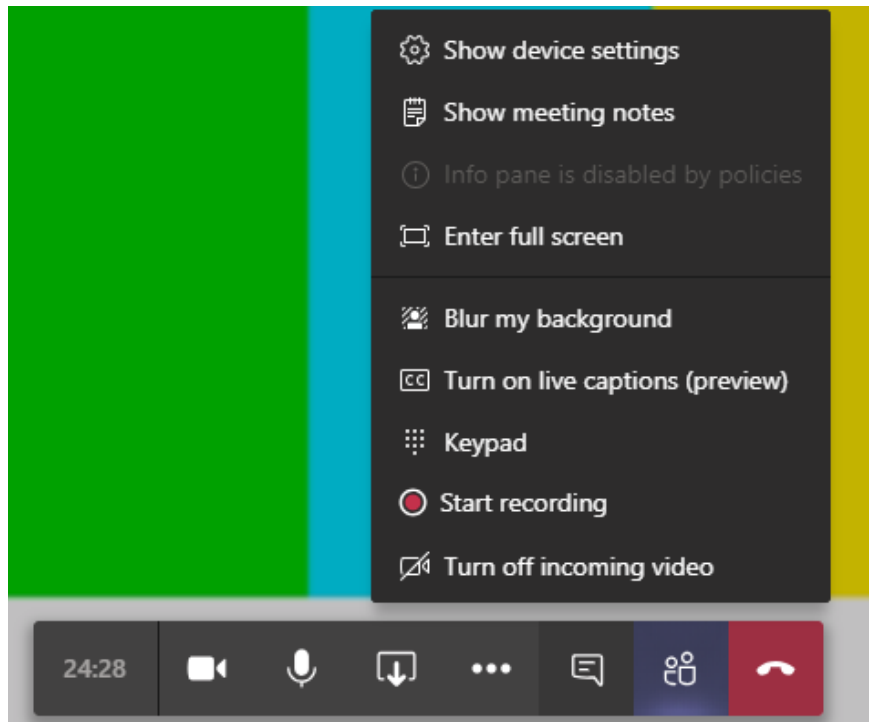 Show device settings
Show meeting notes
Info pane is disabled by policies
Enter full screen
Blur my background
CC Turn on live captions (preview)
Keypad
Start recording
Turn off incoming video
24:28